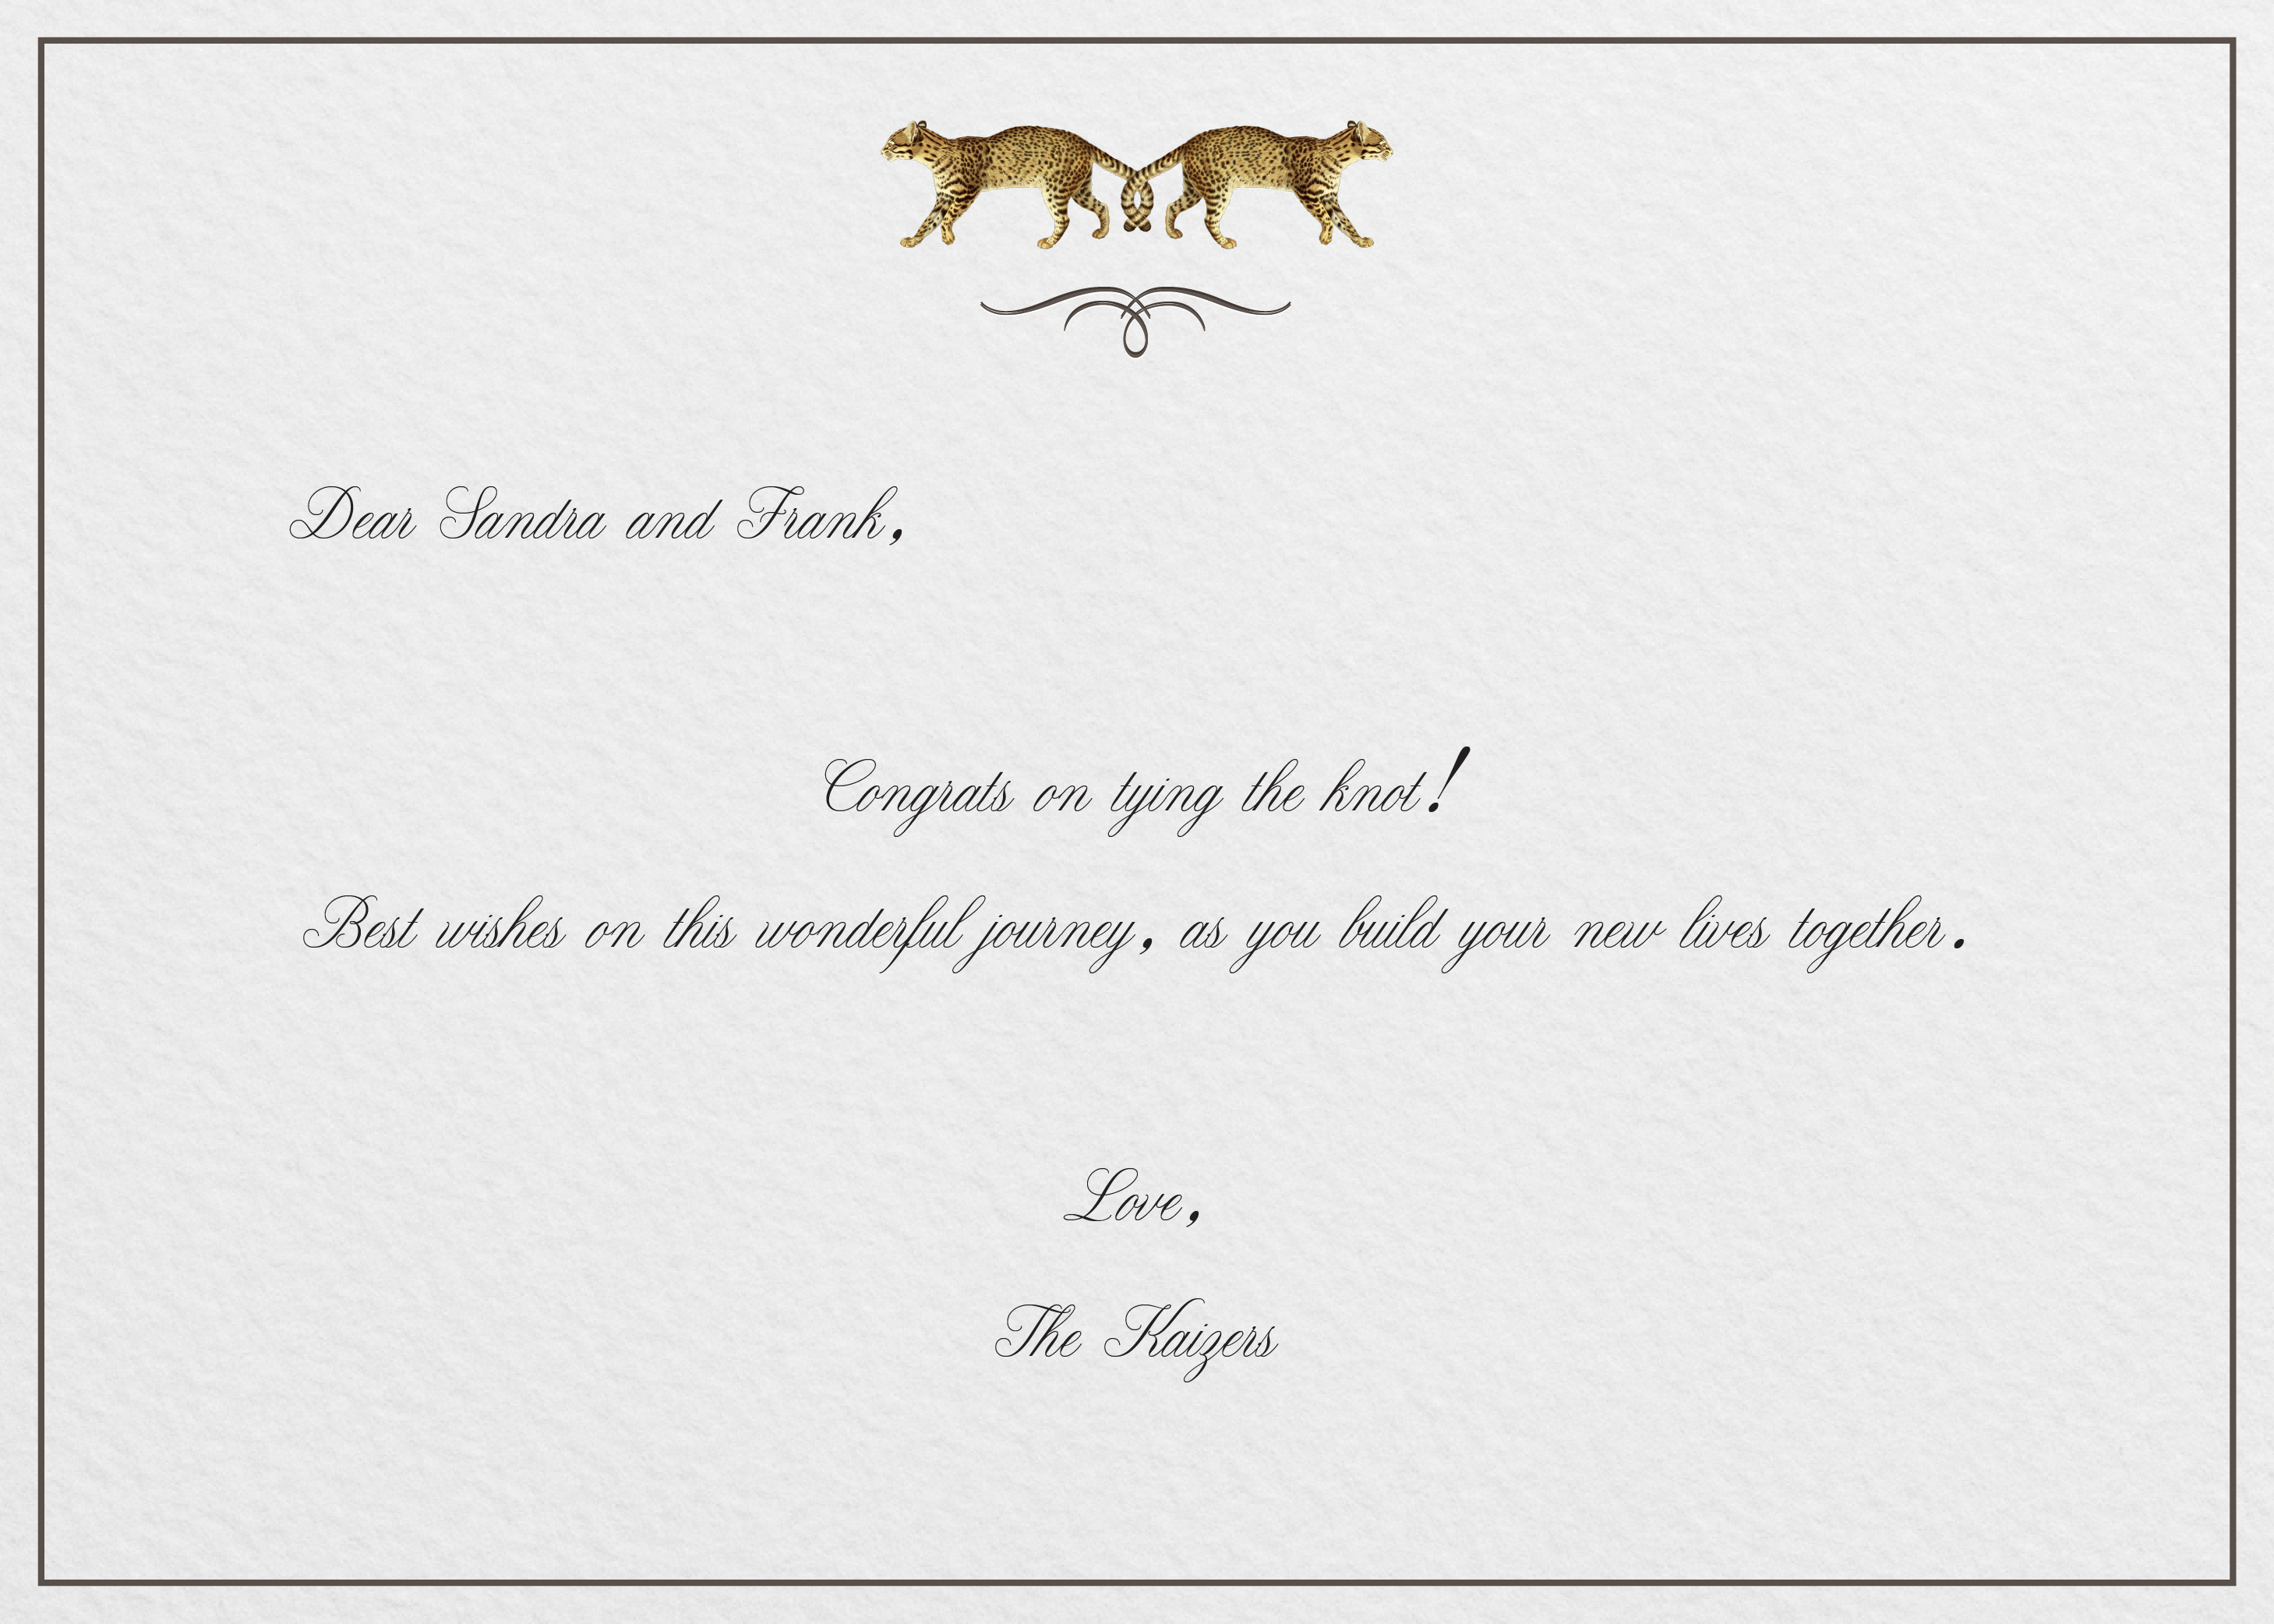 Dear Sandra and Frank,
Congrats on tying the knot!
Best wishes on this wonderful journey, as you build your new lives together.
Love,
The Kaizers